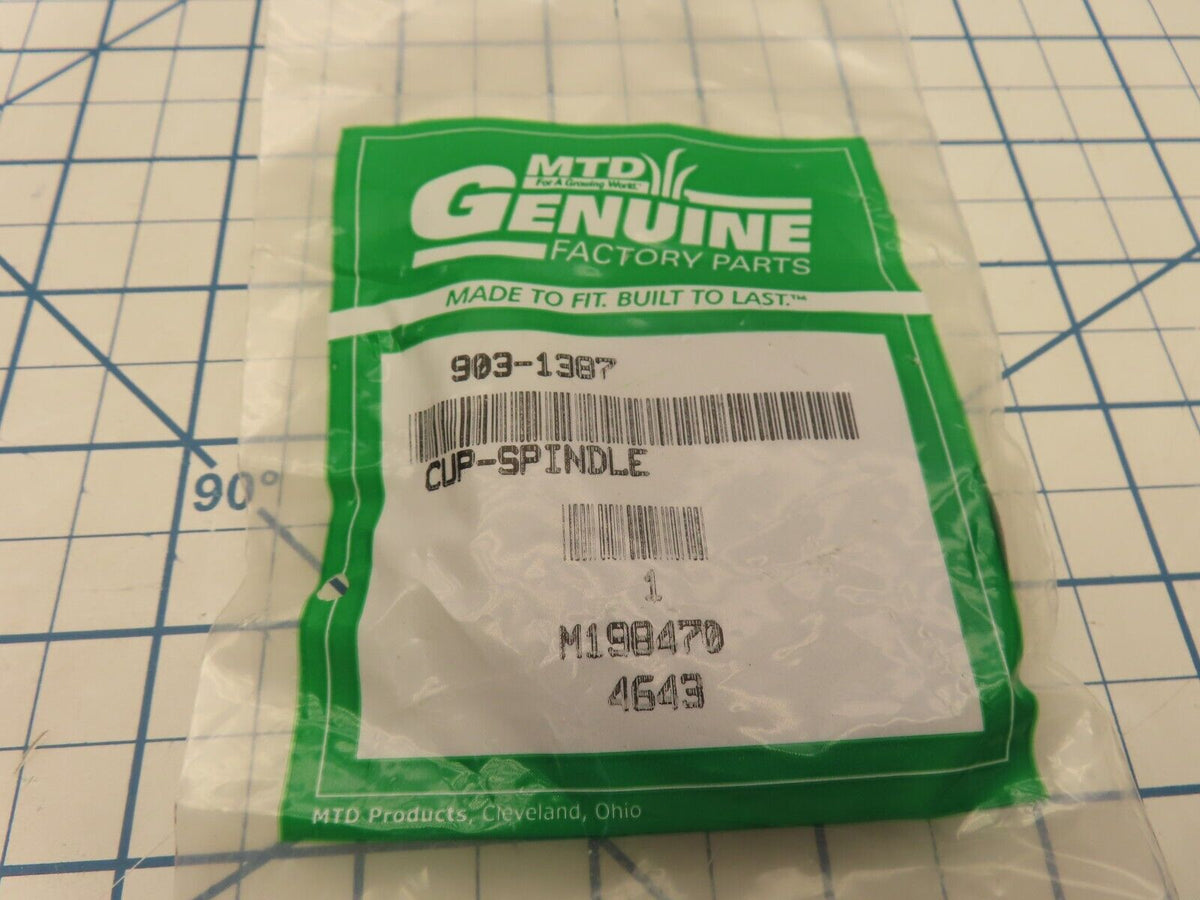 MTD
For A Growing World.™
GENUINE
FACTORY PARTS
MADE TO FIT. BUILT TO LAST.™
903-1387
CUP-SPINDLE
90°
1
M198470
4643
MTD Products, Cleveland, Ohio